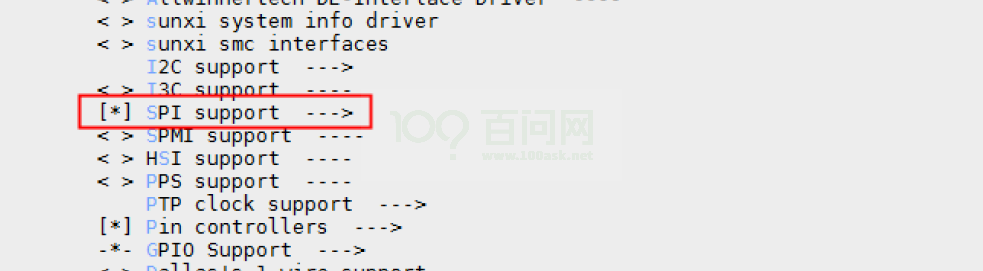 < > Allwinnertech DE-Interlace Driver ----
< > sunxi system info driver
< > sunxi smc interfaces
I2C support --->
< > I3C support ----
[*] SPI support --->
< > SPMI support ----
< > HSI support ----
< > PPS support ----
PTP clock support --->
[*] Pin controllers --->
-*- GPIO Support --->
< > Dallas's 1-wire support
百问网
www.100ask.net